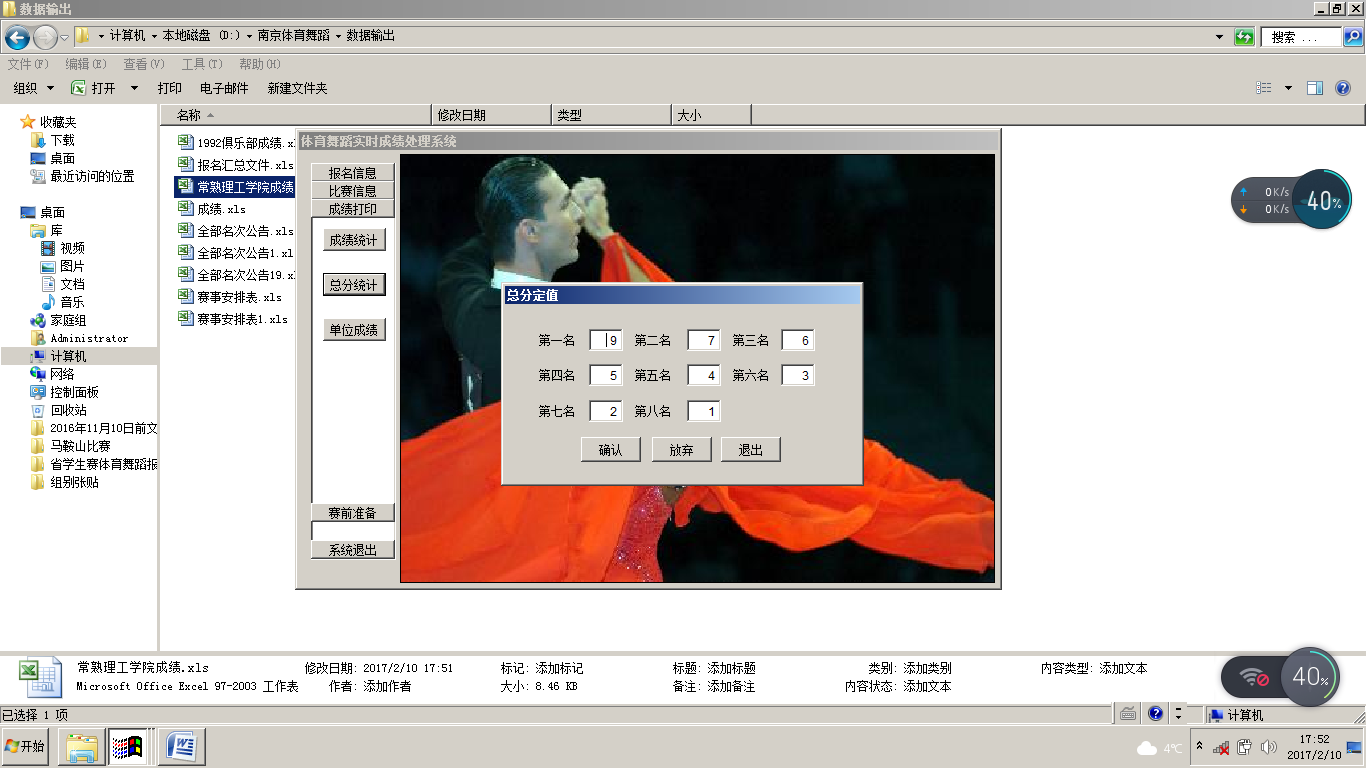 数据输出
计算机 本地磁盘 (D:) 南京体育舞蹈 数据输出
搜索 ...
文件(F) 编辑(E) 查看(V) 工具(T) 帮助(H)
组织 打开 打印 电子邮件 新建文件夹
名称 修改日期 类型 大小
收藏夹
下载
桌面
最近访问的位置
桌面
库
视频
图片
文档
音乐
家庭组
Administrator
计算机
网络
控制面板
回收站
2016年11月10日前文
马鞍山比赛
省学生赛体育舞蹈报
组别张贴
1992俱乐部成绩.x
报名汇总文件.xls
常熟理工学院成绩
成绩.xls
全部名次公告.xls
全部名次公告1.xl
全部名次公告19.x
赛事安排表.xls
赛事安排表1.xls
体育舞蹈实时成绩处理系统
报名信息
比赛信息
成绩打印
成绩统计
总分统计
单位成绩
赛前准备
系统退出
总分定值
第一名 9 第二名 7 第三名 6
第四名 5 第五名 4 第六名 3
第七名 2 第八名 1
确认 放弃 退出
0K/s
0K/s
40%
常熟理工学院成绩.xls 修改日期: 2017/2/10 17:51 标记: 添加标记 标题: 添加标题 类别: 添加类别 内容类型: 添加文本
Microsoft Office Excel 97-2003 工作表 作者: 添加作者 大小: 8.46 KB 备注: 添加备注 内容状态: 添加文本
40%
已选择 1 项 计算机
开始 4℃ 17:52
2017/2/10